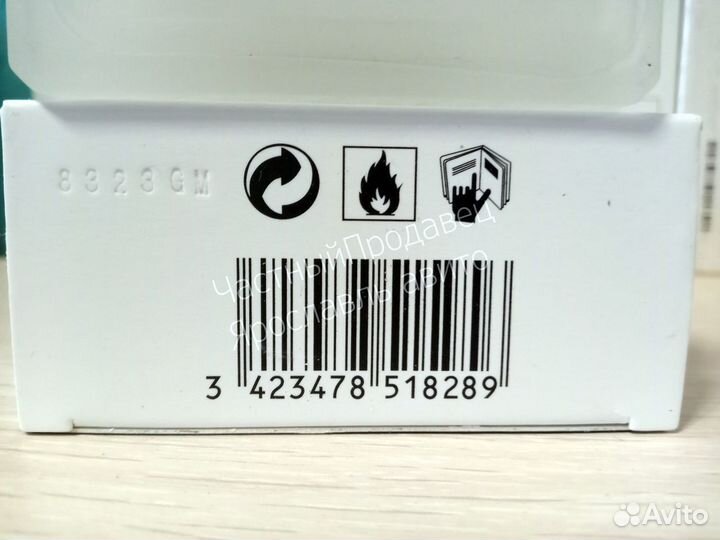 8323GM
ЧастныйПродавец
Ярославль авито
3 423478 518289
Avito